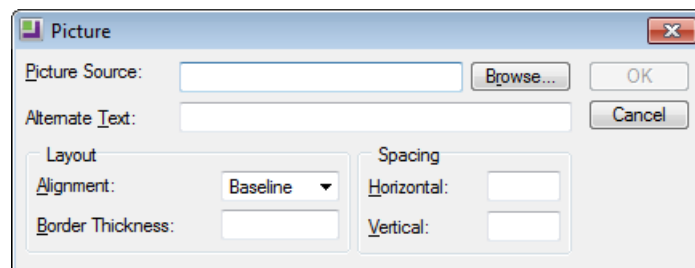 Picture
Picture Source:
Browse...
OK
Alternate Text:
Cancel
Layout
Spacing
Alignment:
Baseline
Horizontal:
Border Thickness:
Vertical: